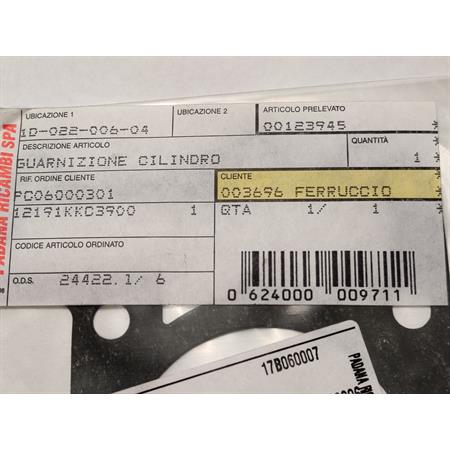 PADANA RICAMBI SPA
UBICAZIONE 1
UBICAZIONE 2
ARTICOLO PRELEVATO
1D-022-006-04
00123945
DESCRIZIONE ARTICOLO
QUANTITÀ
GUARNIZIONE CILINDRO
1 *
RIF. ORDINE CLIENTE
CLIENTE
PC06000301
003696 FERRUCCIO
12191KKC3900 1
QTA 1/ 1 *
CODICE ARTICOLO ORDINATO
O.D.S. 24422.1/ 6
0 624000 009711
17B060007